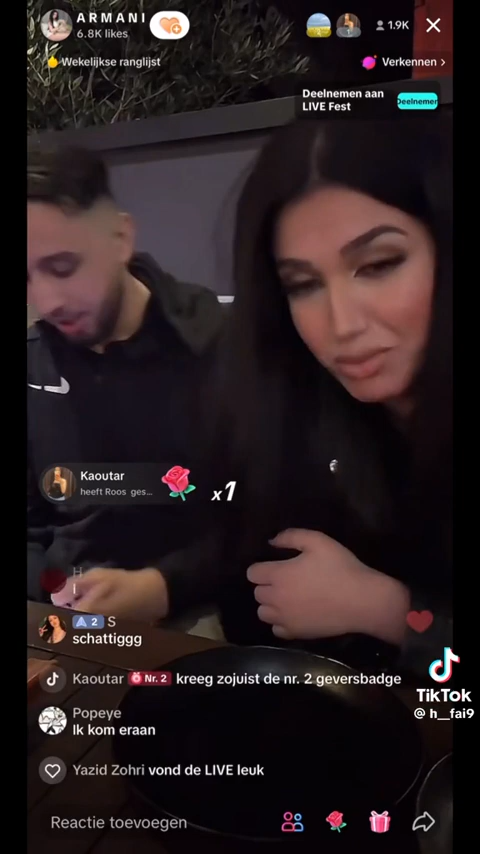 ARMANI
6.8K likes
1.9K
Wekelijkse ranglijst
Verkennen >
Deelnemen aan
LIVE Fest
Deelnemen
Kaoutar
heeft Roos ges...
x1
H
I
2 S
schattiggg
Kaoutar Nr. 2 kreeg zojuist de nr. 2 geversbadge
Popeye
Ik kom eraan
Yazid Zohri vond de LIVE leuk
Reactie toevoegen
TikTok
@ h__fai9